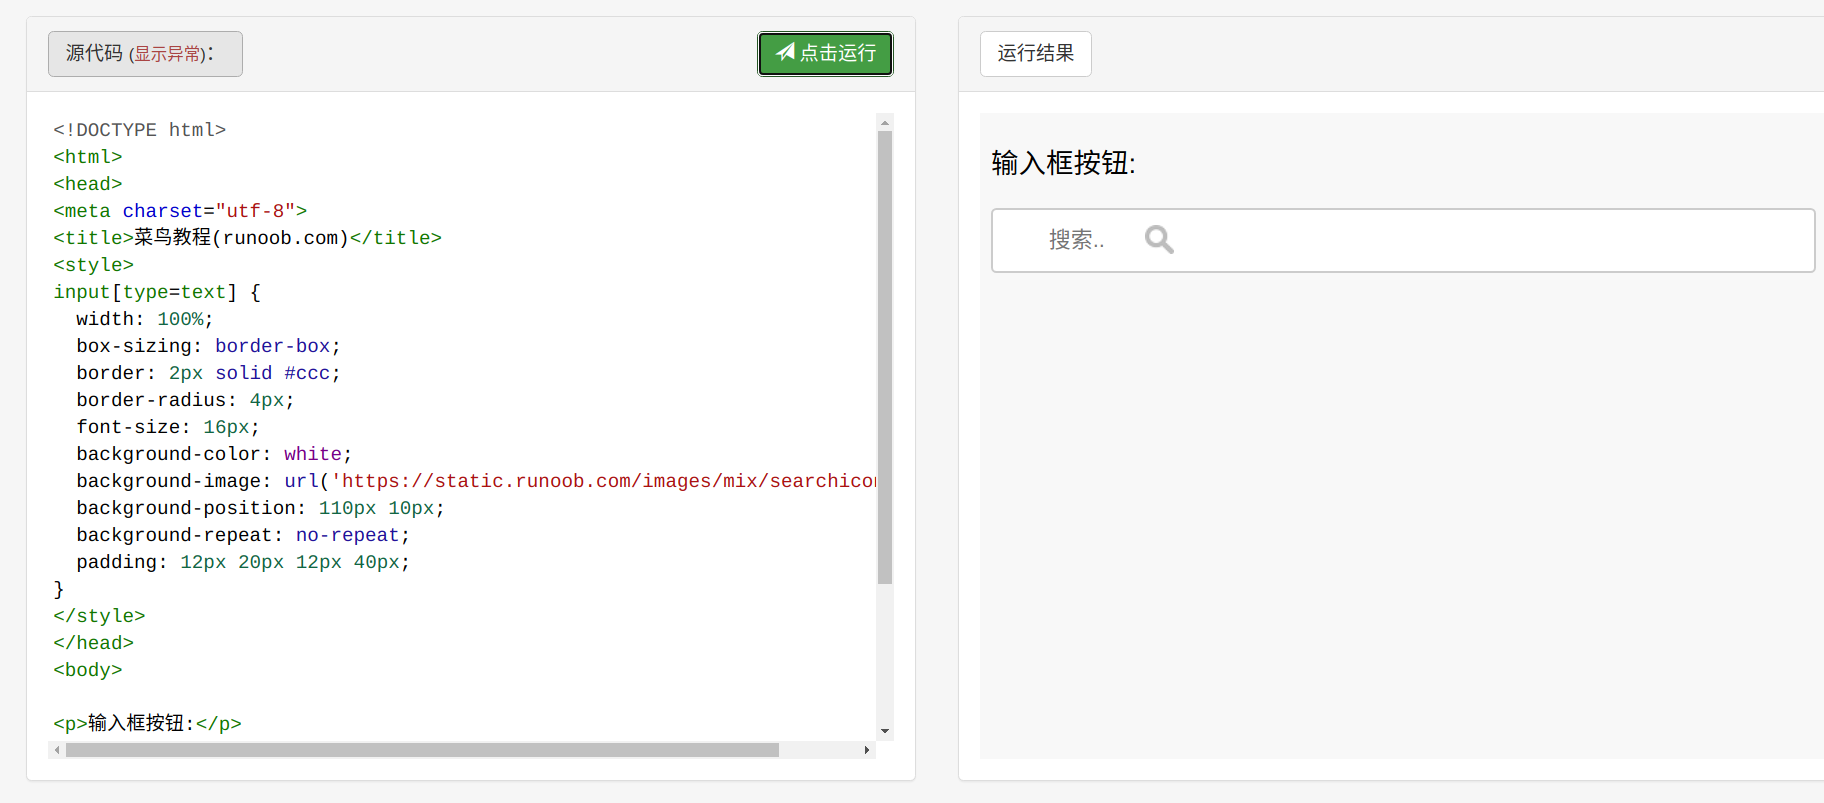 源代码 (显示异常)：
点击运行
<!DOCTYPE html>
<html>
<head>
<meta charset="utf-8">
<title>菜鸟教程(runoob.com)</title>
<style>
input[type=text] {
  width: 100%;
  box-sizing: border-box;
  border: 2px solid #ccc;
  border-radius: 4px;
  font-size: 16px;
  background-color: white;
  background-image: url('https://static.runoob.com/images/mix/searchico
  background-position: 110px 10px;
  background-repeat: no-repeat;
  padding: 12px 20px 12px 40px;
}
</style>
</head>
<body>
<p>输入框按钮:</p>
运行结果
输入框按钮:
搜索..